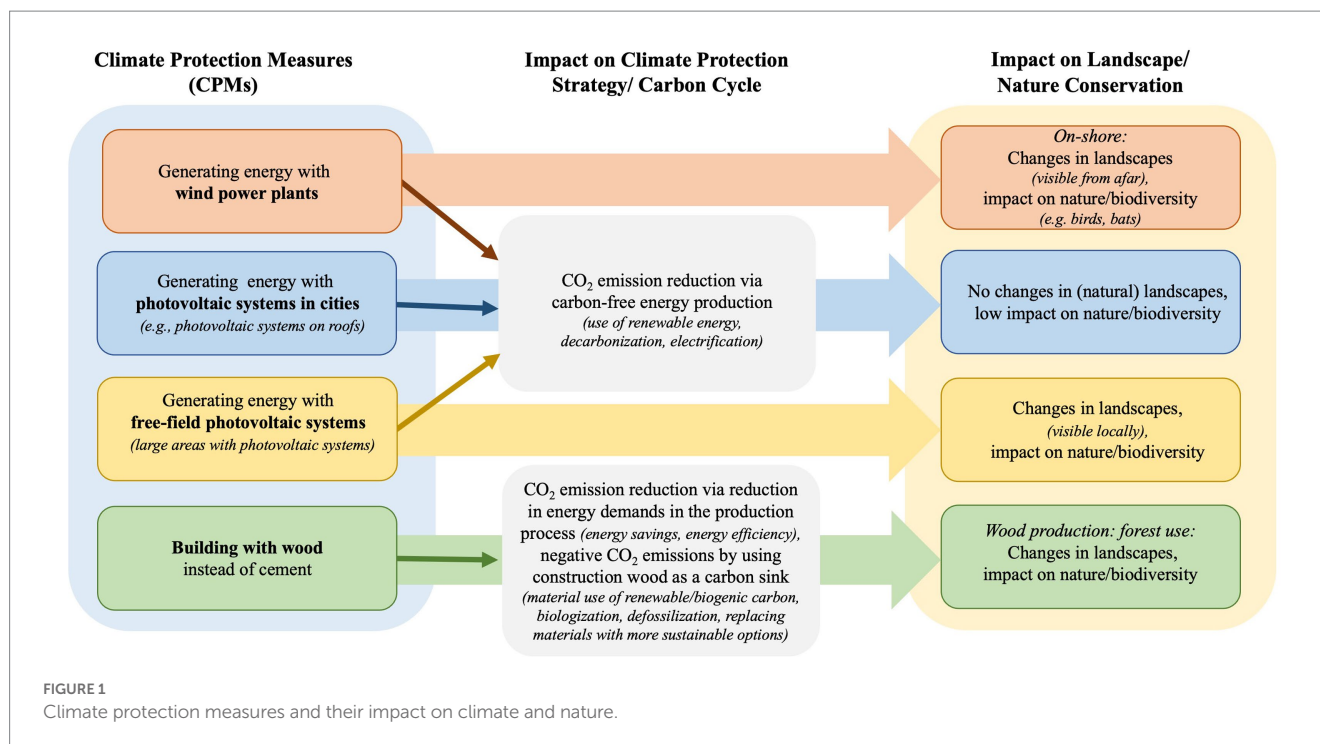 Climate Protection Measures
(CPMs)
Impact on Climate Protection
Strategy/ Carbon Cycle
Impact on Landscape/
Nature Conservation
Generating energy with
wind power plants
On-shore:
Changes in landscapes
(visible from afar),
impact on nature/biodiversity
(e.g. birds, bats)
Generating energy with
photovoltaic systems in cities
(e.g., photovoltaic systems on roofs)
CO₂ emission reduction via
carbon-free energy production
(use of renewable energy,
decarbonization, electrification)
No changes in (natural) landscapes,
low impact on nature/biodiversity
Generating energy with
free-field photovoltaic systems
(large areas with photovoltaic systems)
Changes in landscapes,
(visible locally),
impact on nature/biodiversity
Building with wood
instead of cement
CO₂ emission reduction via reduction
in energy demands in the production
process (energy savings, energy efficiency),
negative CO₂ emissions by using
construction wood as a carbon sink
(material use of renewable/biogenic carbon,
biologization, defossilization, replacing
materials with more sustainable options)
Wood production: forest use:
Changes in landscapes,
impact on nature/biodiversity
FIGURE 1
Climate protection measures and their impact on climate and nature.